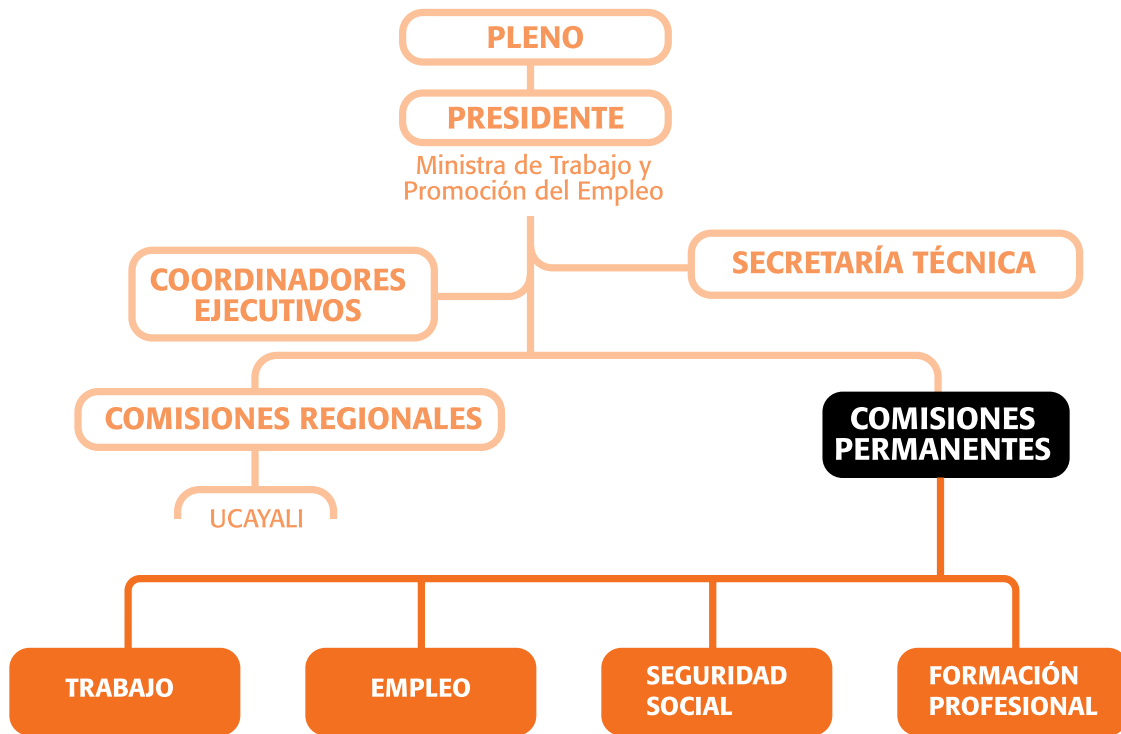 PLENO
PRESIDENTE
Ministra de Trabajo y
Promoción del Empleo
COORDINADORES
EJECUTIVOS
SECRETARÍA TÉCNICA
COMISIONES REGIONALES
COMISIONES
PERMANENTES
UCAYALI
TRABAJO
EMPLEO
SEGURIDAD
SOCIAL
FORMACIÓN
PROFESIONAL